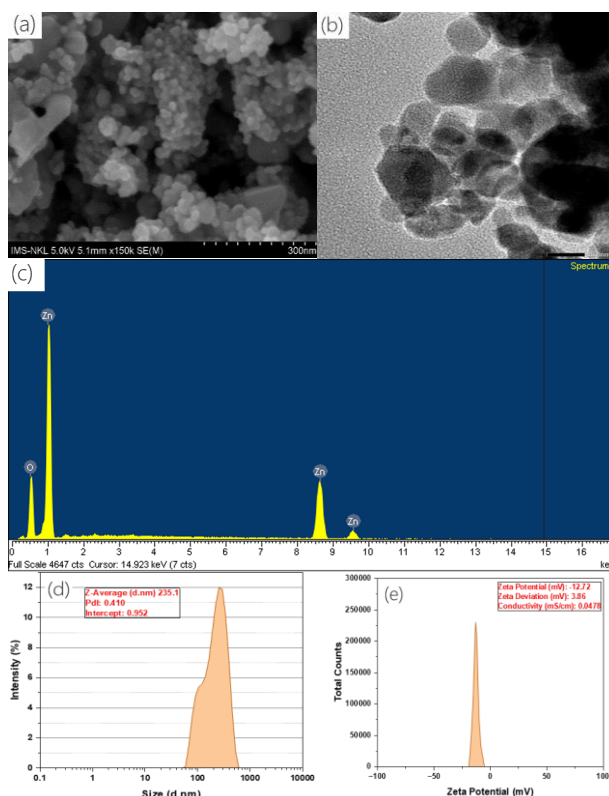 (a)
(b)
IMS-NKL 5.0kV 5.1mm x150k SE(M)
300nm
(c)
Spectrum
Zn
O
Zn
Zn
0 1 2 3 4 5 6 7 8 9 10 11 12 13 14 15 16
Full Scale 4647 cts Cursor: 14.923 keV (7 cts)
ke
(d)
Z-Average (d.nm) 235.1
PdI: 0.410
Intercept: 0.952
Intensity (%)
12
10
8
6
4
2
0
0.1 1 10 100 1000 10000
Size (d.nm)
(e)
Zeta Potential (mV): -12.72
Zeta Deviation (mV): 3.86
Conductivity (mS/cm): 0.0478
Total Counts
300000
250000
200000
150000
100000
50000
0
−100 −50 0 50 100
Zeta Potential (mV)